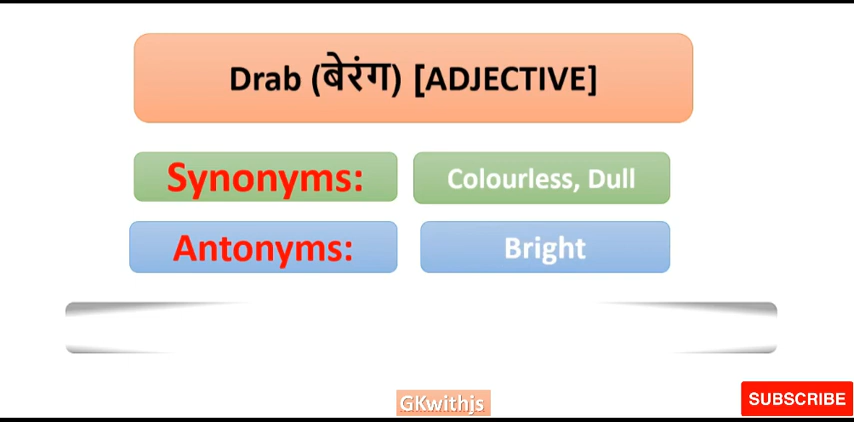 Drab (बेरंग) [ADJECTIVE]
Synonyms: Colourless, Dull
Antonyms: Bright
GKwithjs
SUBSCRIBE